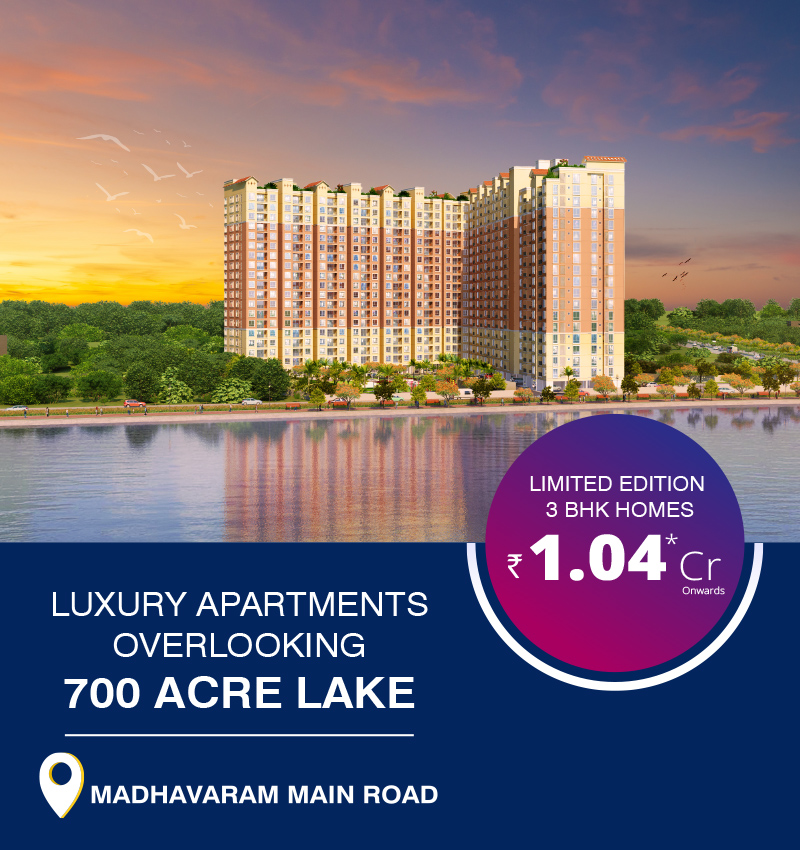 LIMITED EDITION
3 BHK HOMES
₹ 1.04* Cr
Onwards
LUXURY APARTMENTS
OVERLOOKING
700 ACRE LAKE
MADHAVARAM MAIN ROAD